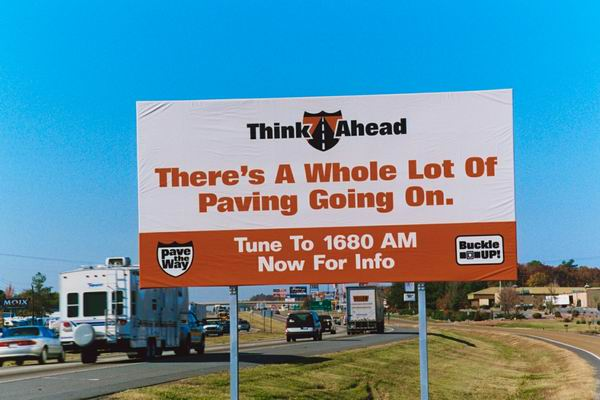 Think Ahead
There's A Whole Lot Of
Paving Going On.
pave
the
Way
Tune To 1680 AM
Now For Info
Buckle
UP!
MOIX